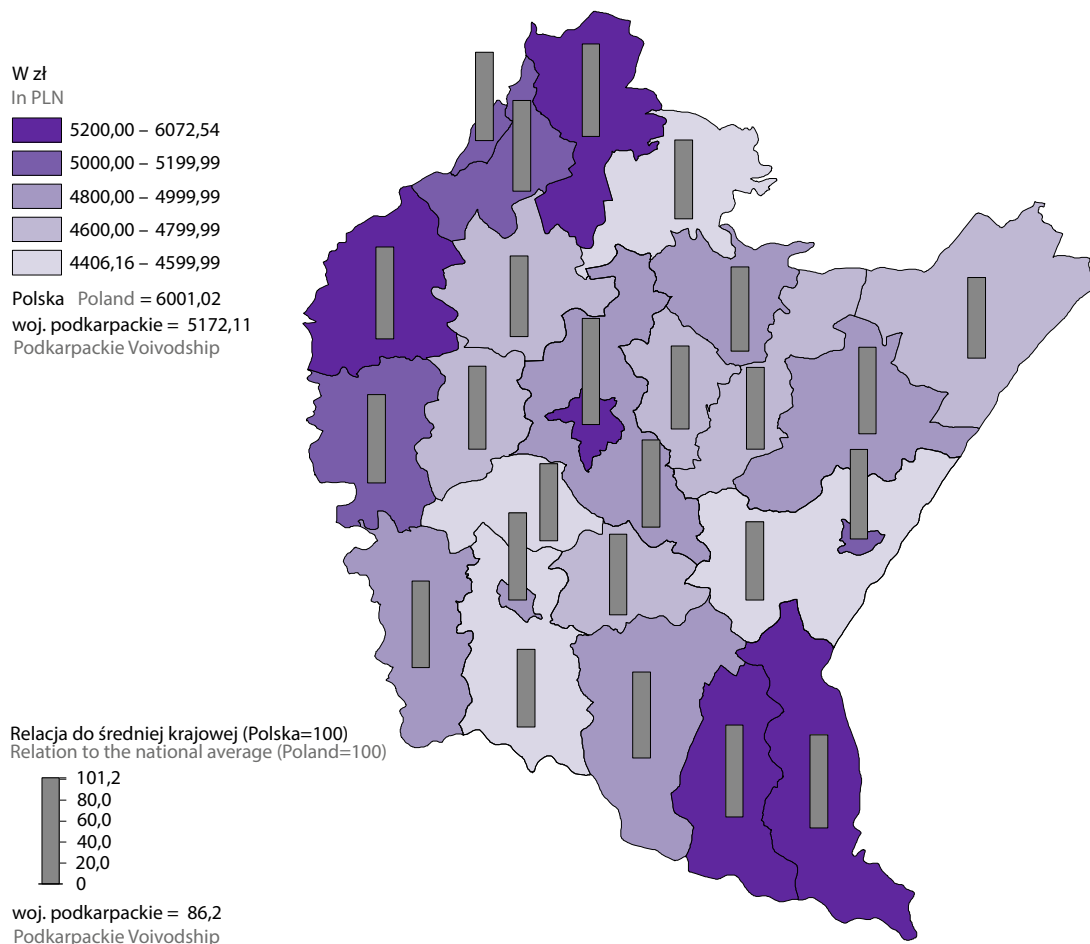 W zł
In PLN
5200,00 – 6072,54
5000,00 – 5199,99
4800,00 – 4999,99
4600,00 – 4799,99
4406,16 – 4599,99
Polska Poland = 6001,02
woj. podkarpackie = 5172,11
Podkarpackie Voivodship
Relacja do średniej krajowej (Polska=100)
Relation to the national average (Poland=100)
101,2
80,0
60,0
40,0
20,0
0
woj. podkarpackie = 86,2
Podkarpackie Voivodship